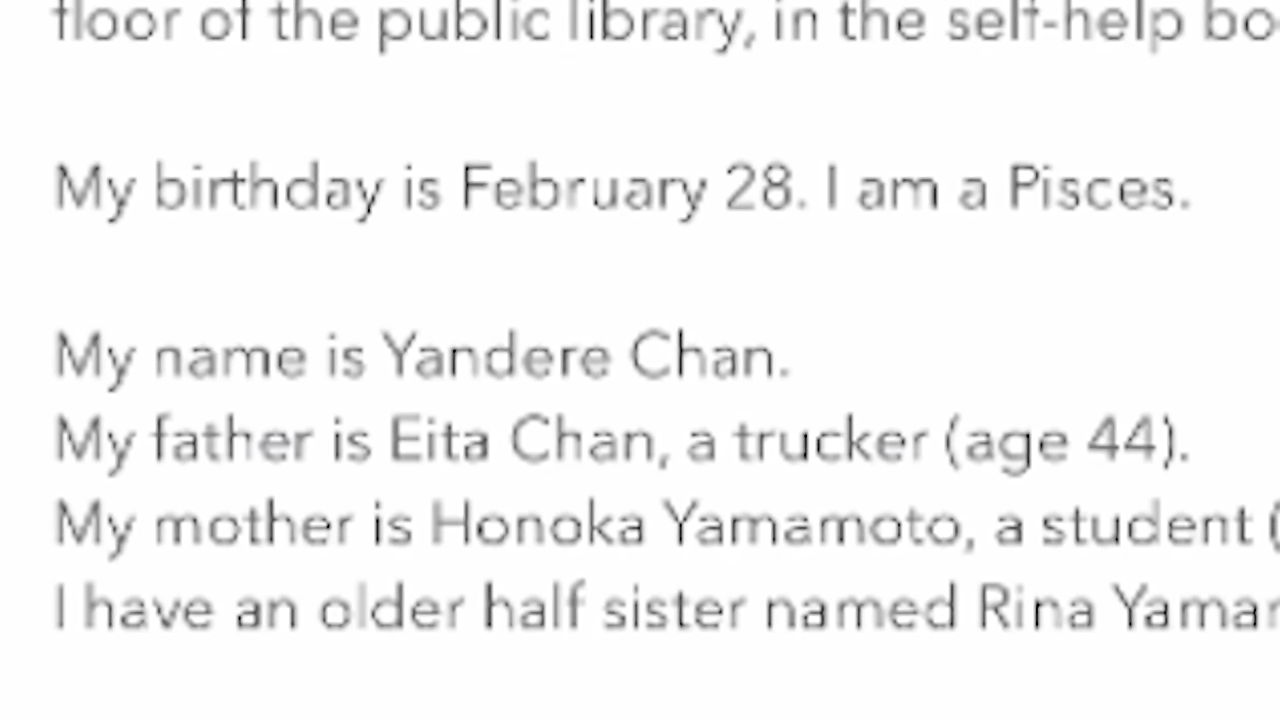 floor of the public library, in the self-help bo
My birthday is February 28. I am a Pisces.
My name is Yandere Chan.
My father is Eita Chan, a trucker (age 44).
My mother is Honoka Yamamoto, a student (
I have an older half sister named Rina Yamar